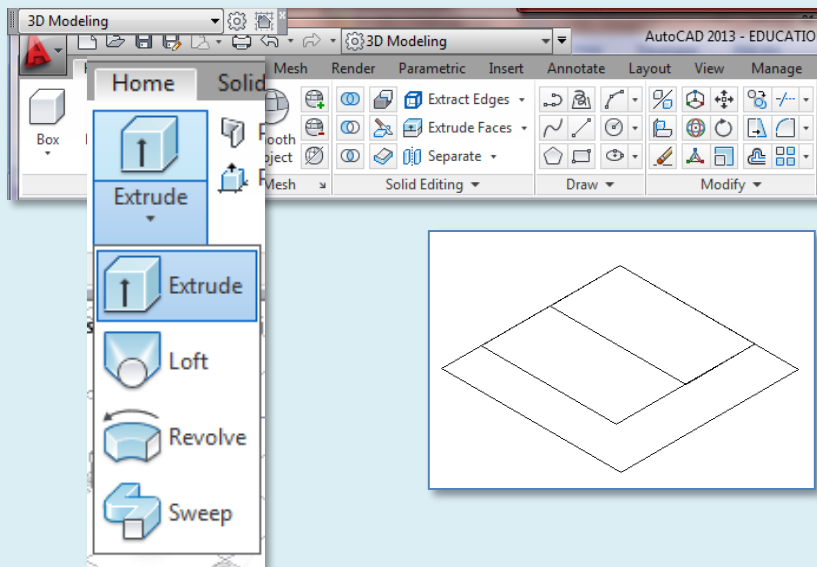 3D Modeling
3D Modeling
AutoCAD 2013 - EDUCATIO
Home Solid
Mesh Render Parametric Insert Annotate Layout View Manage
Box
Extrude
Extract Edges
Extrude Faces
Separate
Mesh
Solid Editing
Draw
Modify
Extrude
Loft
Revolve
Sweep